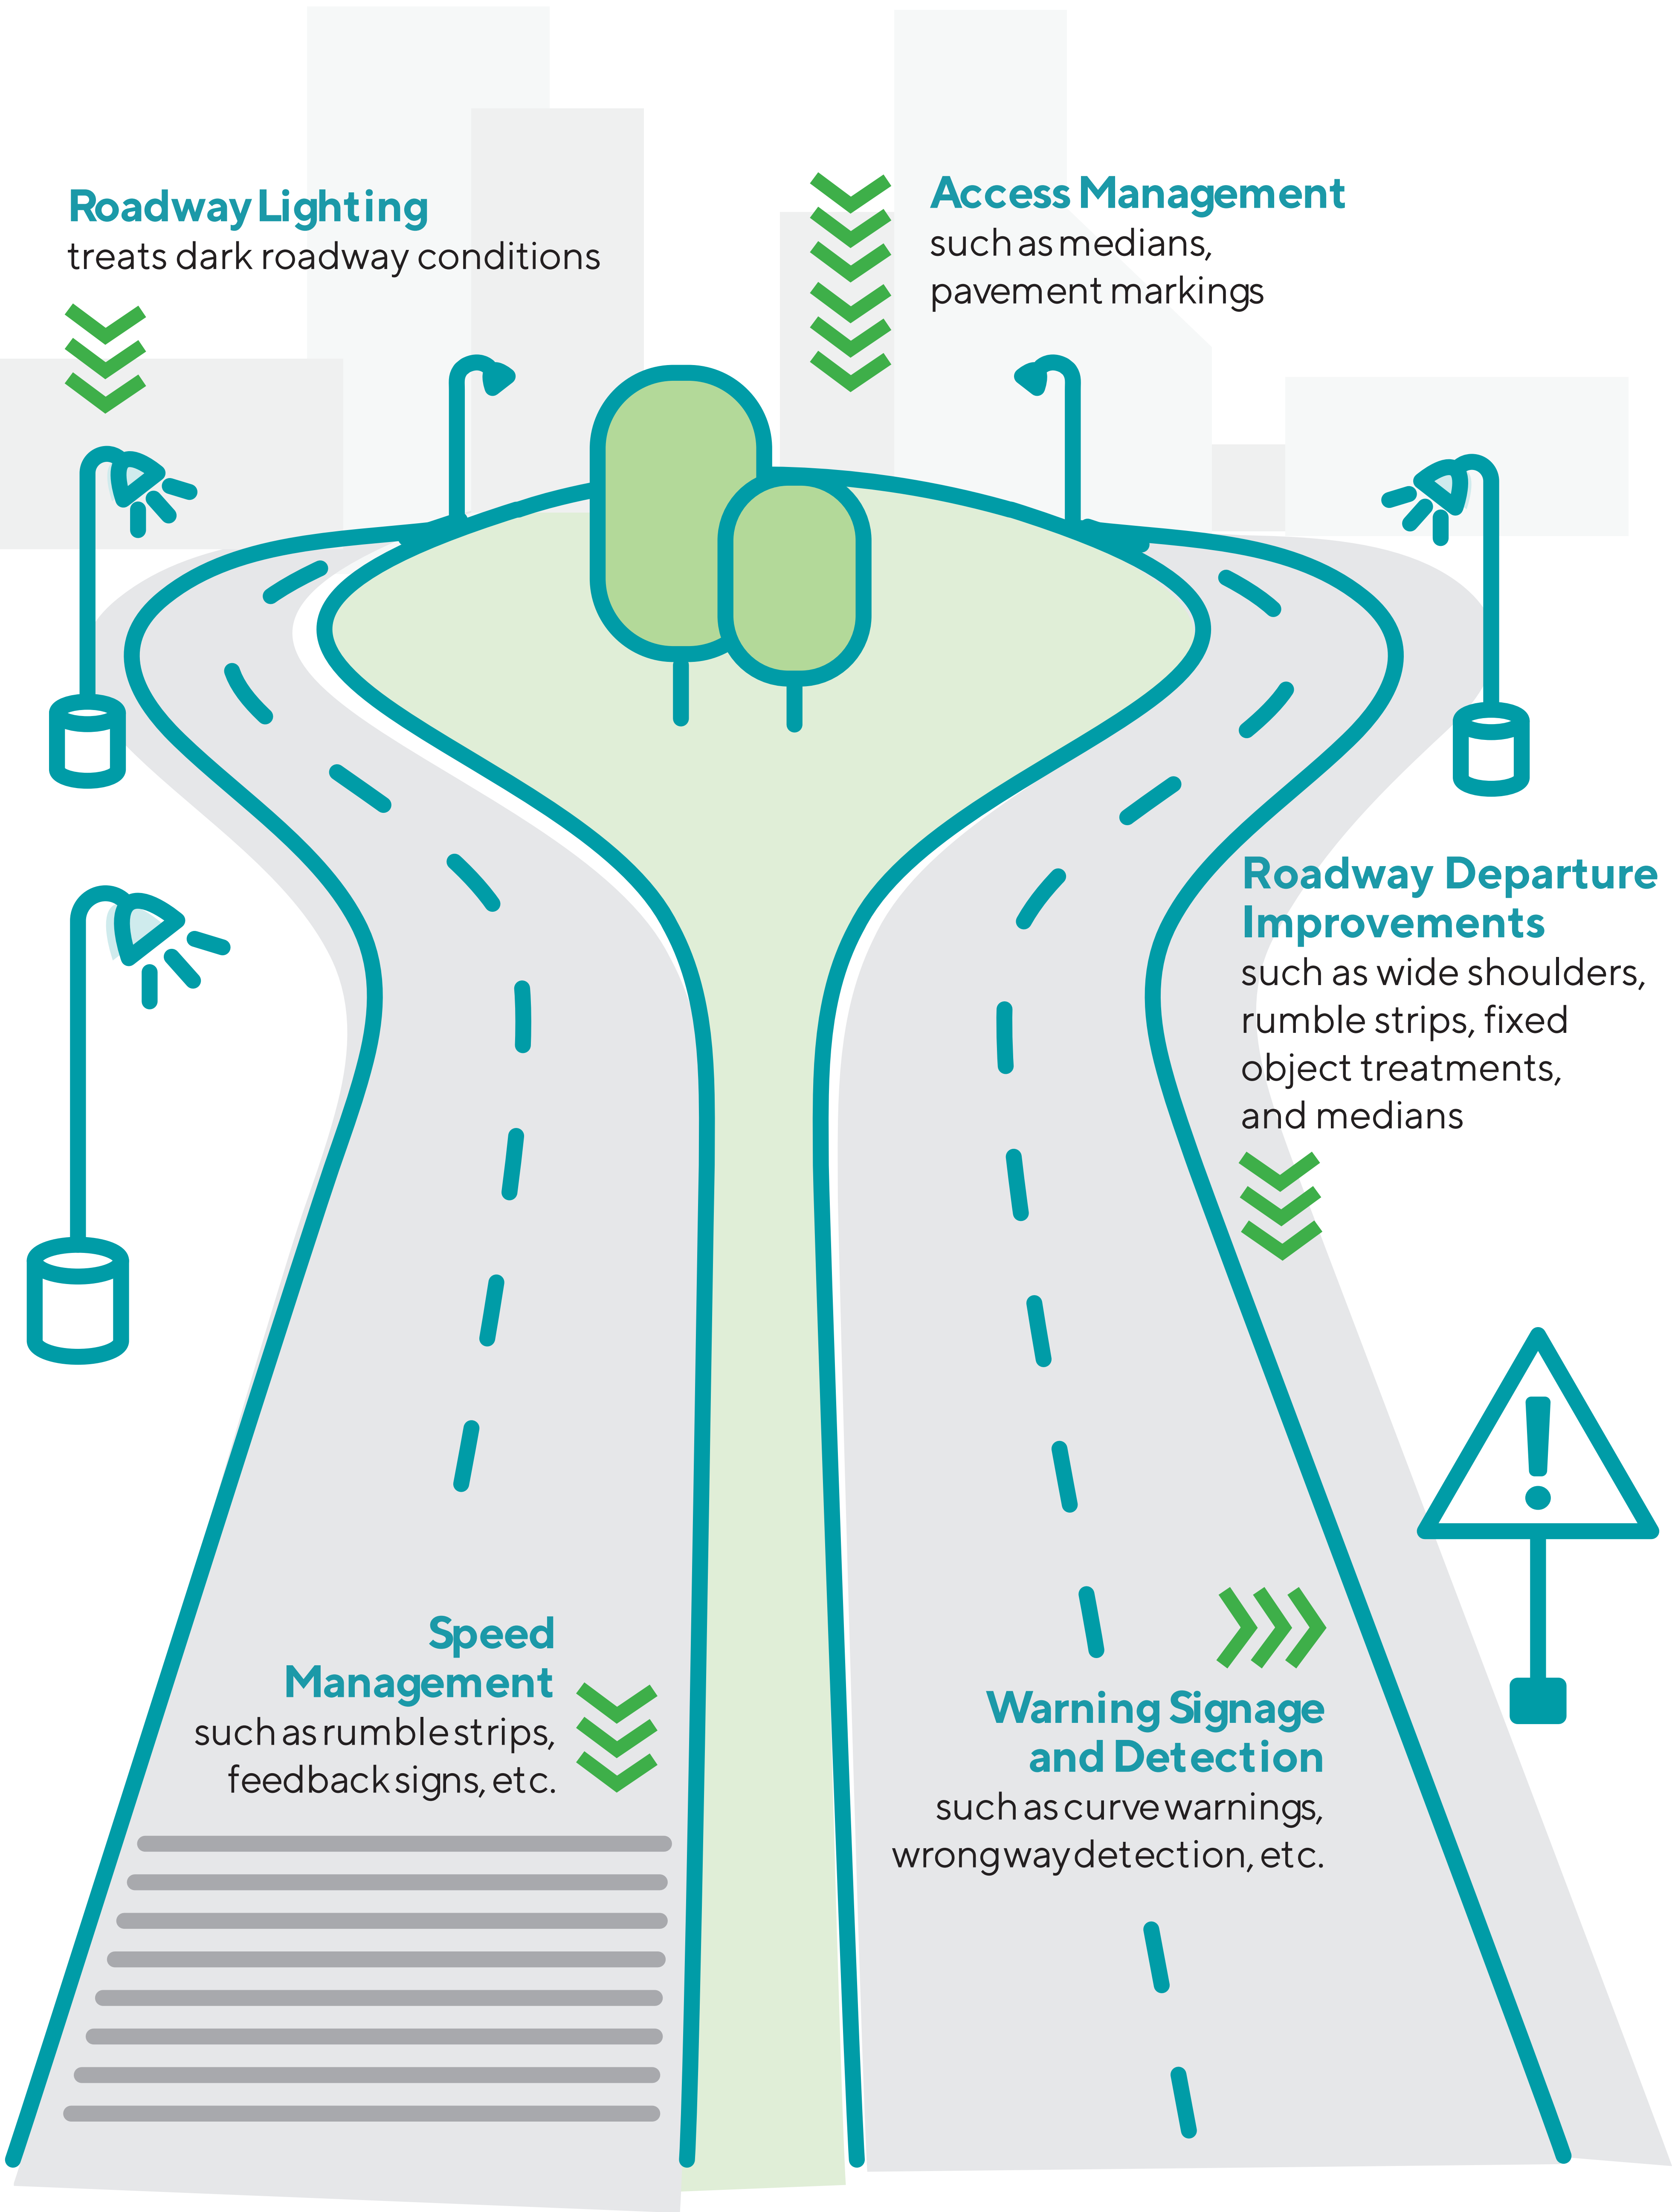 Roadway Lighting
treats dark roadway conditions
Access Management
such as medians,
pavement markings
Roadway Departure
Improvements
such as wide shoulders,
rumble strips, fixed
object treatments,
and medians
!
Speed
Management
such as rumble strips,
feedback signs, etc.
Warning Signage
and Detection
such as curve warnings,
wrong way detection, etc.